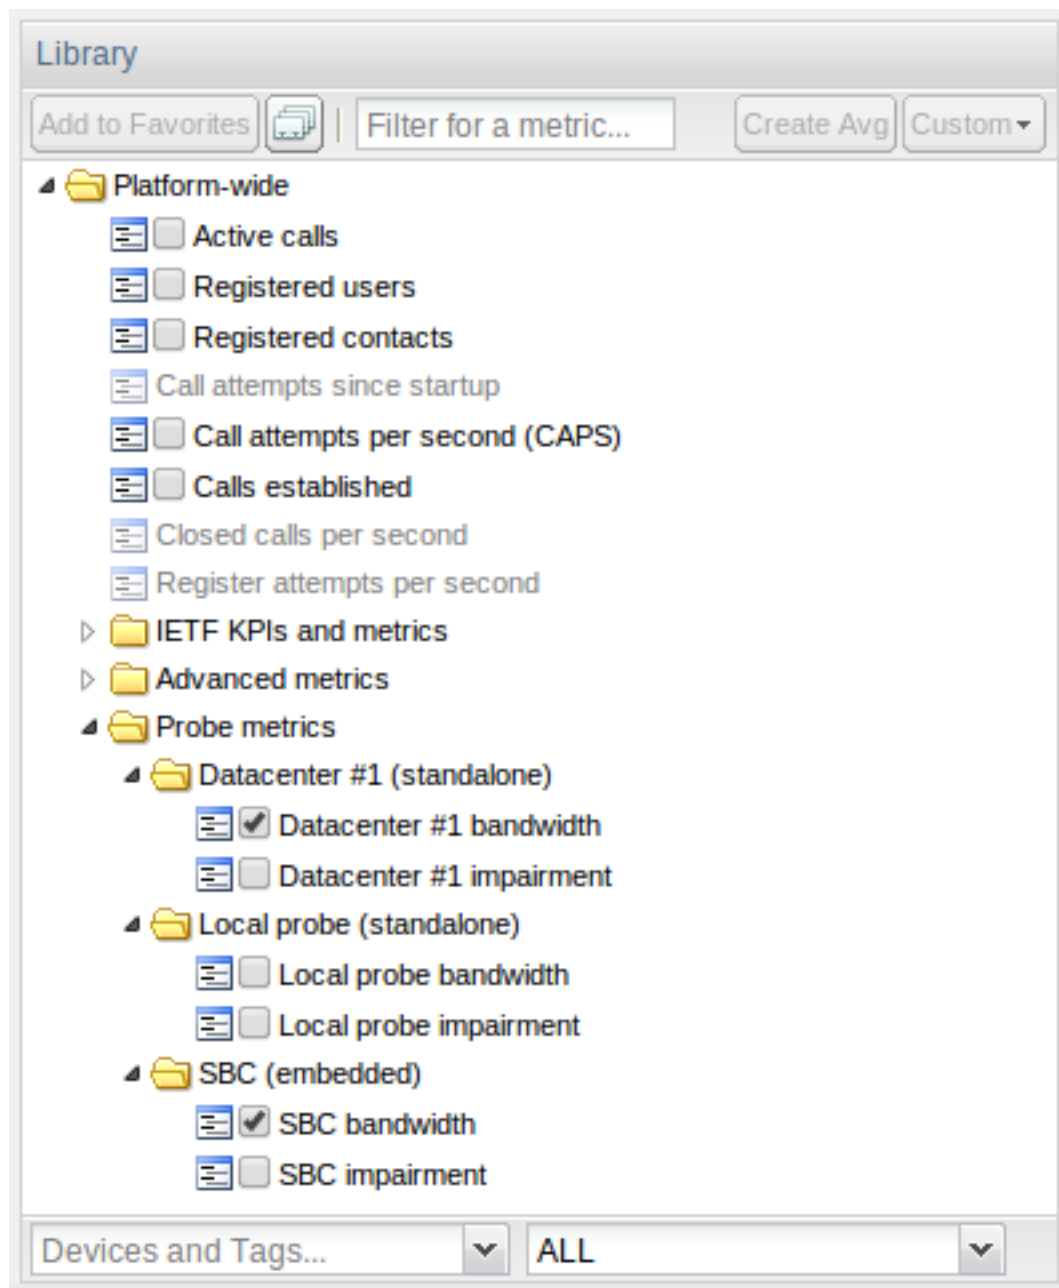 Library
Add to Favorites Filter for a metric... Create Avg Custom
Platform-wide
Active calls
Registered users
Registered contacts
Call attempts since startup
Call attempts per second (CAPS)
Calls established
Closed calls per second
Register attempts per second
IETF KPIs and metrics
Advanced metrics
Probe metrics
Datacenter #1 (standalone)
Datacenter #1 bandwidth
Datacenter #1 impairment
Local probe (standalone)
Local probe bandwidth
Local probe impairment
SBC (embedded)
SBC bandwidth
SBC impairment
Devices and Tags... ALL